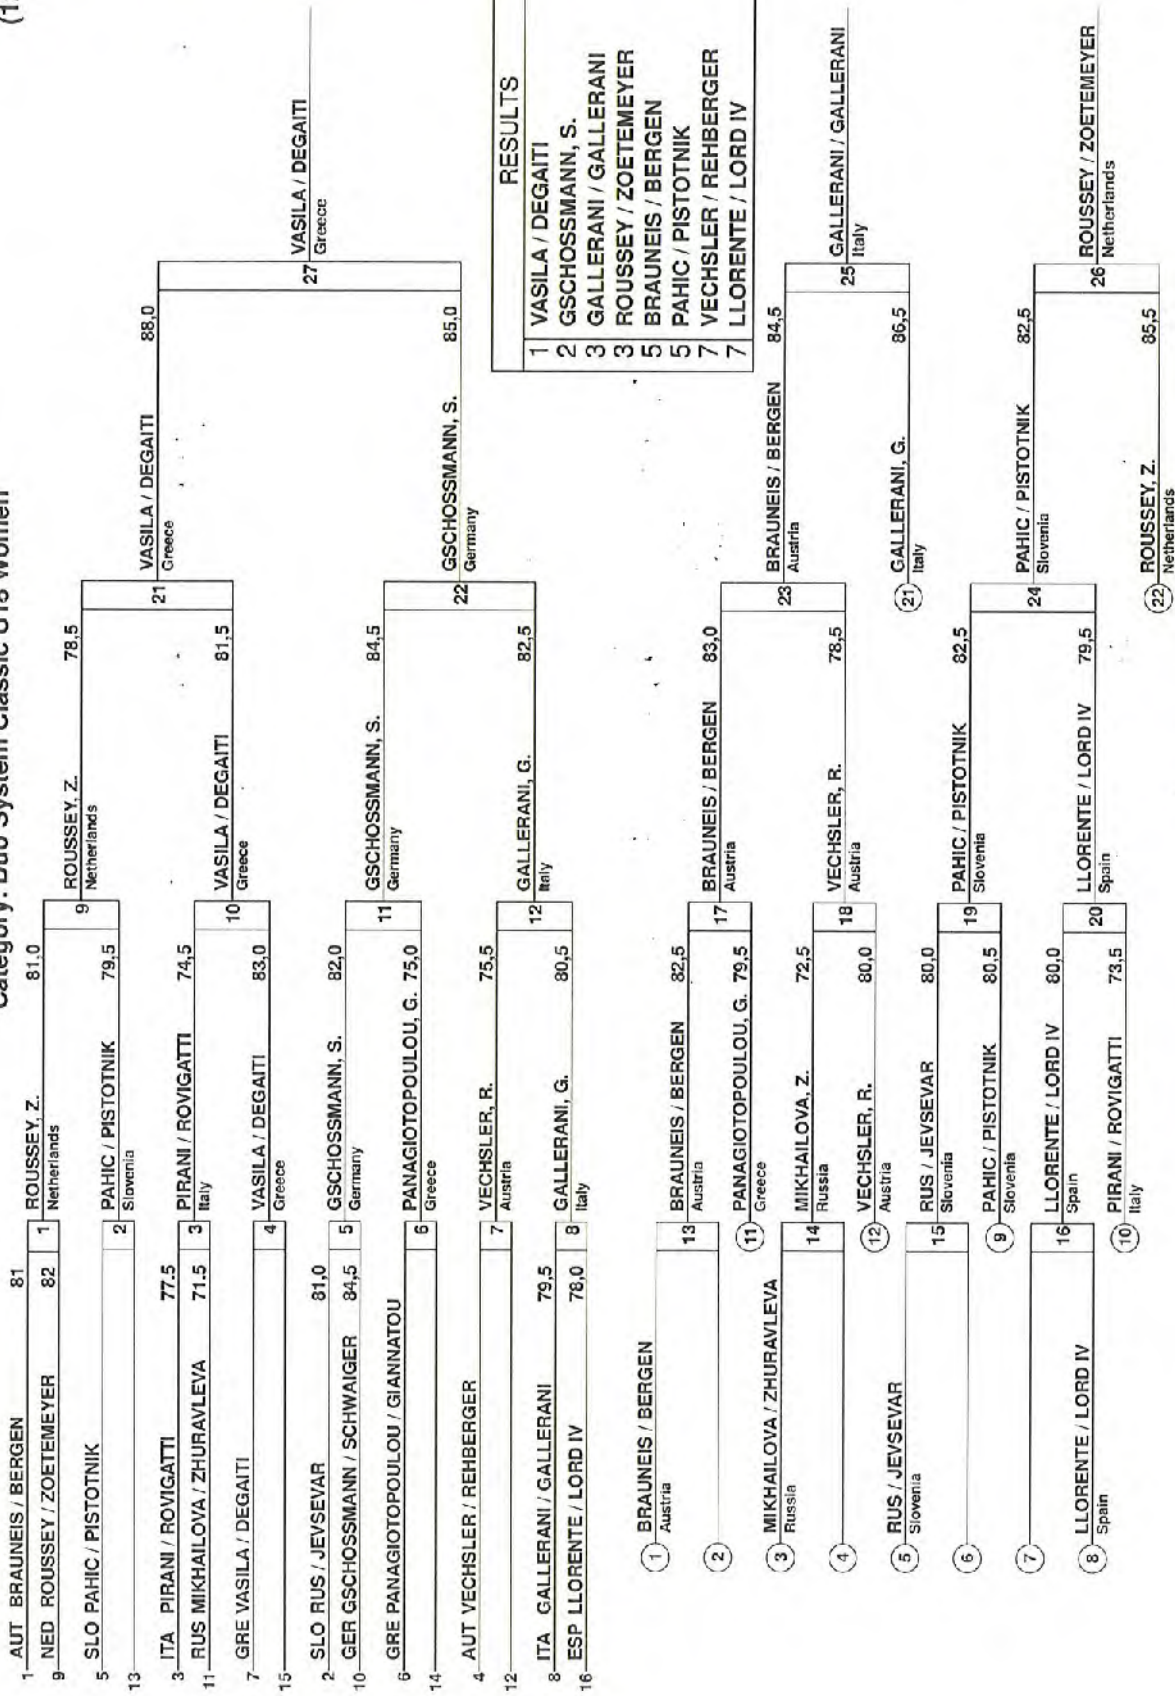 Category: Duo System Classic U18 Women
AUT BRAUNEIS / BERGEN 81
1
NED ROUSSEY / ZOETEMEYER 82
9
1
ROUSSEY, Z. 81.0
Netherlands
SLO PAHIC / PISTOTNIK
5
13
2
PAHIC / PISTOTNIK 79,5
Slovenia
9
ROUSSEY, Z. 78,5
Netherlands
ITA PIRANI / ROVIGATTI 77.5
3
RUS MIKHAILOVA / ZHURAVLEVA 71.5
11
3
PIRANI / ROVIGATTI 74,5
Italy
GRE VASILA / DEGAITI
7
15
4
VASILA / DEGAITI 83,0
Greece
10
VASILA / DEGAITI 81,5
Greece
21
VASILA / DEGAITI 88,0
Greece
SLO RUS / JEVSEVAR 81,0
2
GER GSCHOSSMANN / SCHWAIGER 84,5
10
5
GSCHOSSMANN, S. 82,0
Germany
GRE PANAGIOTOPOULOU / GIANNATOU
6
14
6
PANAGIOTOPOULOU, G. 75,0
Greece
11
GSCHOSSMANN, S. 84,5
Germany
AUT VECHSLER / REHBERGER
4
12
7
VECHSLER, R. 75,5
Austria
ITA GALLERANI / GALLERANI 79,5
8
ESP LLORENTE / LORD IV 78,0
16
8
GALLERANI, G. 80,5
Italy
12
GALLERANI, G. 82,5
Italy
22
GSCHOSSMANN, S. 85,0
Germany
27
VASILA / DEGAITI
Greece
RESULTS
1 VASILA / DEGAITI
2 GSCHOSSMANN, S.
3 GALLERANI / GALLERANI
3 ROUSSEY / ZOETEMEYER
5 BRAUNEIS / BERGEN
5 PAHIC / PISTOTNIK
7 VECHSLER / REHBERGER
7 LLORENTE / LORD IV
1 BRAUNEIS / BERGEN
Austria
2
13
BRAUNEIS / BERGEN 82,5
Austria
11 PANAGIOTOPOULOU, G. 79,5
Greece
17
BRAUNEIS / BERGEN 83,0
Austria
3 MIKHAILOVA / ZHURAVLEVA
Russia
4
14
MIKHAILOVA, Z. 72,5
Russia
12 VECHSLER, R. 80,0
Austria
18
VECHSLER, R. 78,5
Austria
23
BRAUNEIS / BERGEN 84,5
Austria
21 GALLERANI, G. 86,5
Italy
25
GALLERANI / GALLERANI
Italy
5 RUS / JEVSEVAR
Slovenia
6
15
RUS / JEVSEVAR 80,0
Slovenia
9 PAHIC / PISTOTNIK 80,5
Slovenia
19
PAHIC / PISTOTNIK 82,5
Slovenia
7
8 LLORENTE / LORD IV
Spain
16
LLORENTE / LORD IV 80,0
Spain
10 PIRANI / ROVIGATTI 73,5
Italy
20
LLORENTE / LORD IV 79,5
Spain
24
PAHIC / PISTOTNIK 82,5
Slovenia
22 ROUSSEY, Z. 85,5
Netherlands
26
ROUSSEY / ZOETEMEYER
Netherlands